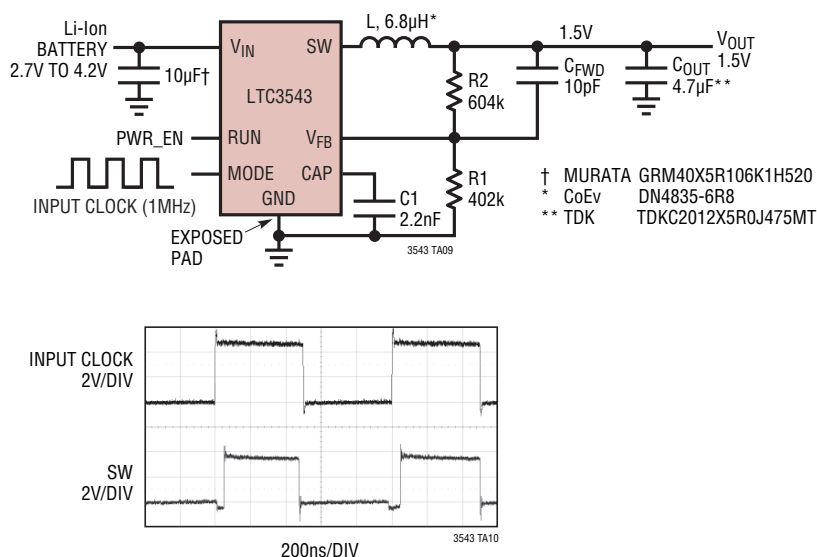 Li-Ion
BATTERY
2.7V TO 4.2V
10µF†
VIN
SW
L, 6.8µH*
1.5V
VOUT
1.5V
R2
604k
CFWD
10pF
COUT
4.7µF**
LTC3543
PWR_EN
RUN
VFB
MODE
CAP
GND
INPUT CLOCK (1MHz)
C1
2.2nF
R1
402k
EXPOSED
PAD
3543 TA09
† MURATA GRM40X5R106K1H520
* CoEv DN4835-6R8
** TDK TDKC2012X5R0J475MT
INPUT CLOCK
2V/DIV
SW
2V/DIV
200ns/DIV
3543 TA10